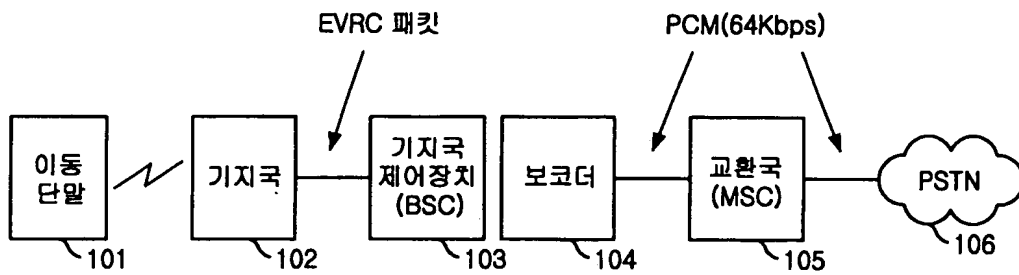 EVRC 패킷
PCM(64Kbps)
이동
단말
기지국
기지국
제어장치
(BSC)
보코더
교환국
(MSC)
PSTN
101
102
103
104
105
106